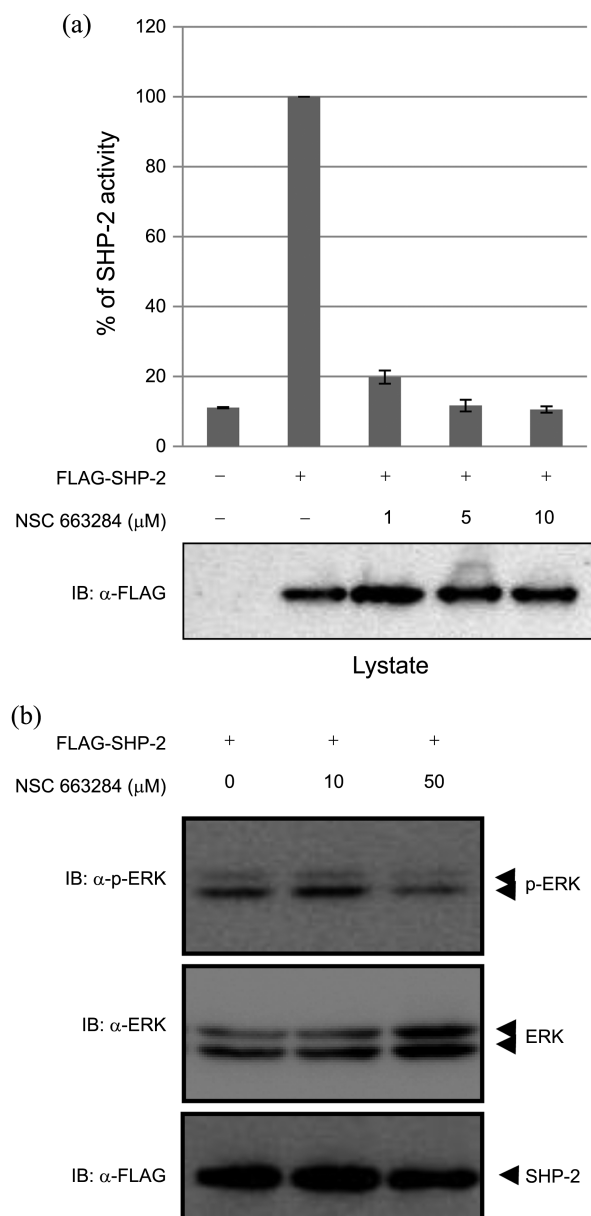 (a)
120
100
80
60
40
20
0
% of SHP-2 activity
FLAG-SHP-2 – + + + +
NSC 663284 (μM) – – 1 5 10
IB: α-FLAG
Lystate
(b)
FLAG-SHP-2 + + +
NSC 663284 (μM) 0 10 50
IB: α-p-ERK p-ERK
IB: α-ERK ERK
IB: α-FLAG SHP-2